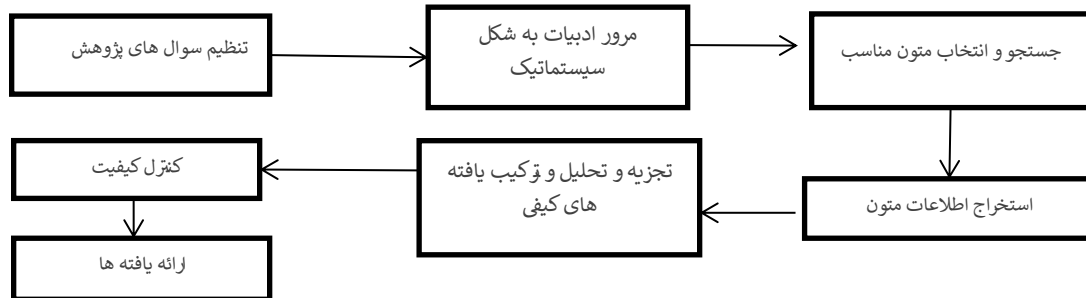 تنظیم سوال های پژوهش
مرور ادبیات به شکل
سیستماتیک
جستجو و انتخاب متون مناسب
استخراج اطلاعات متون
تجزیه و تحلیل و ترکیب یافته
های کیفی
کنترل کیفیت
ارائه یافته ها